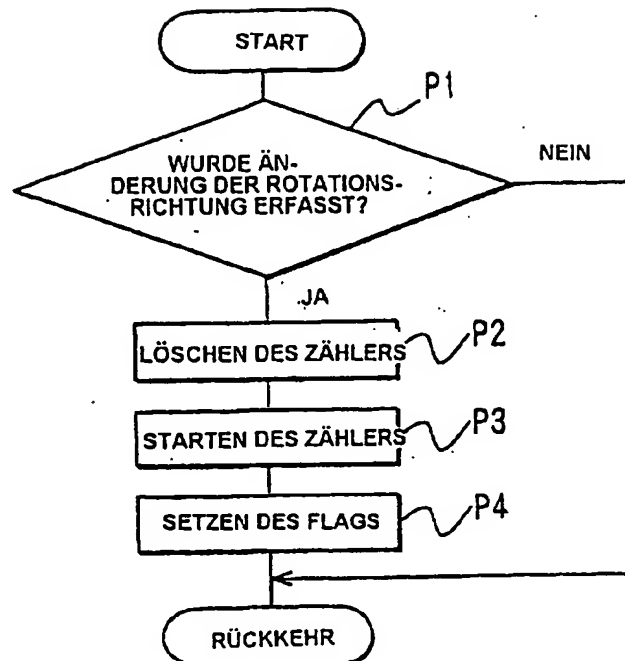 START
P1
WURDE ÄN-
DERUNG DER ROTATIONS-
RICHTUNG ERFASST?
NEIN
JA
LÖSCHEN DES ZÄHLERS
P2
STARTEN DES ZÄHLERS
P3
SETZEN DES FLAGS
P4
RÜCKKEHR